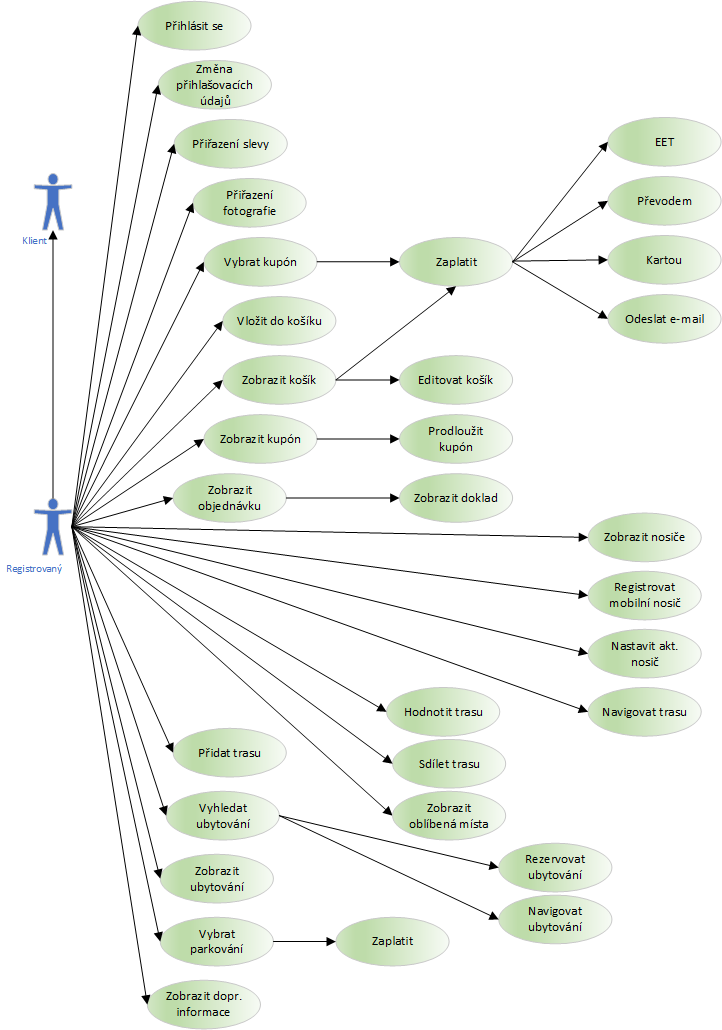 Přihlásit se
Změna
přihlašovacích
údajů
Přiřazení slevy
EET
Přiřazení
fotografie
Převodem
Klient
Vybrat kupón
Zaplatit
Kartou
Vložit do košíku
Odeslat e-mail
Zobrazit košík
Editovat košík
Zobrazit kupón
Prodloužit
kupón
Zobrazit
objednávku
Zobrazit doklad
Registrovaný
Zobrazit nosiče
Registrovat
mobilní nosič
Nastavit akt.
nosič
Navigovat trasu
Hodnotit trasu
Přidat trasu
Sdílet trasu
Vyhledat
ubytování
Zobrazit
oblíbená místa
Zobrazit
ubytování
Rezervovat
ubytování
Navigovat
ubytování
Vybrat
parkování
Zaplatit
Zobrazit dopr.
informace